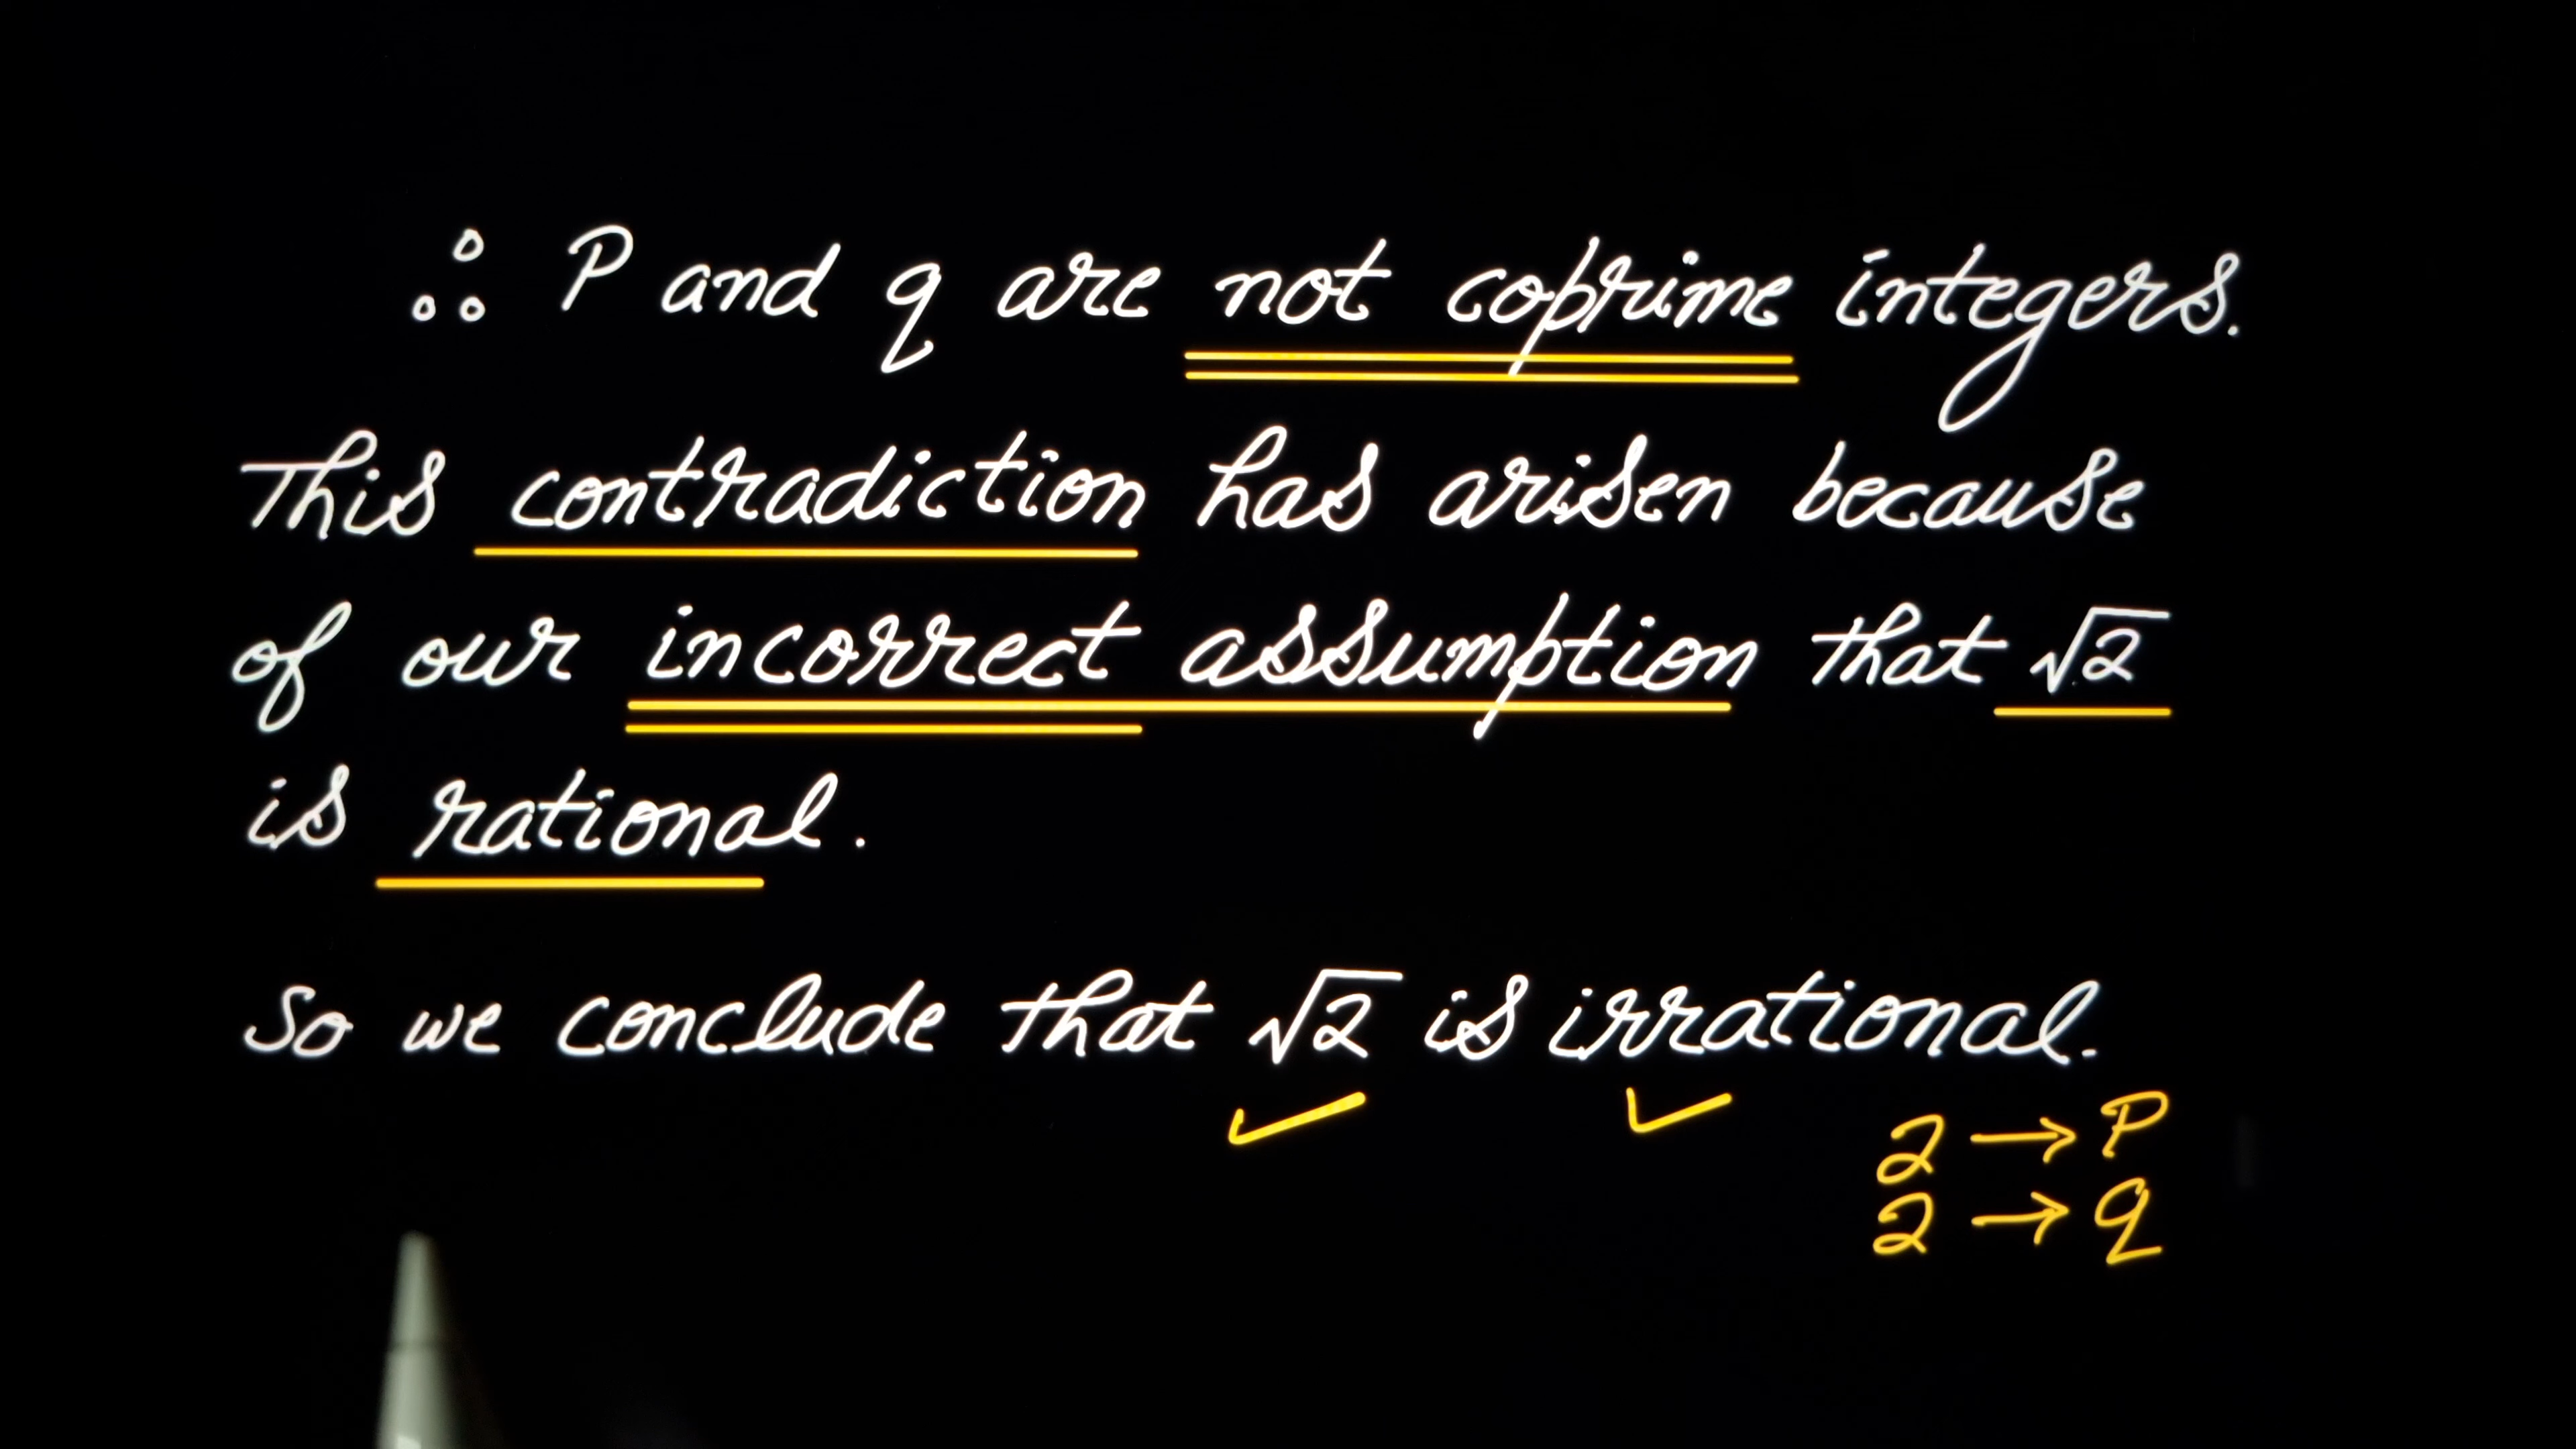 ∴ P and q are not coprime integers.
This contradiction has arisen because
of our incorrect assumption that √2
is rational.
So we conclude that √2 is irrational.
2 → P
2 → q